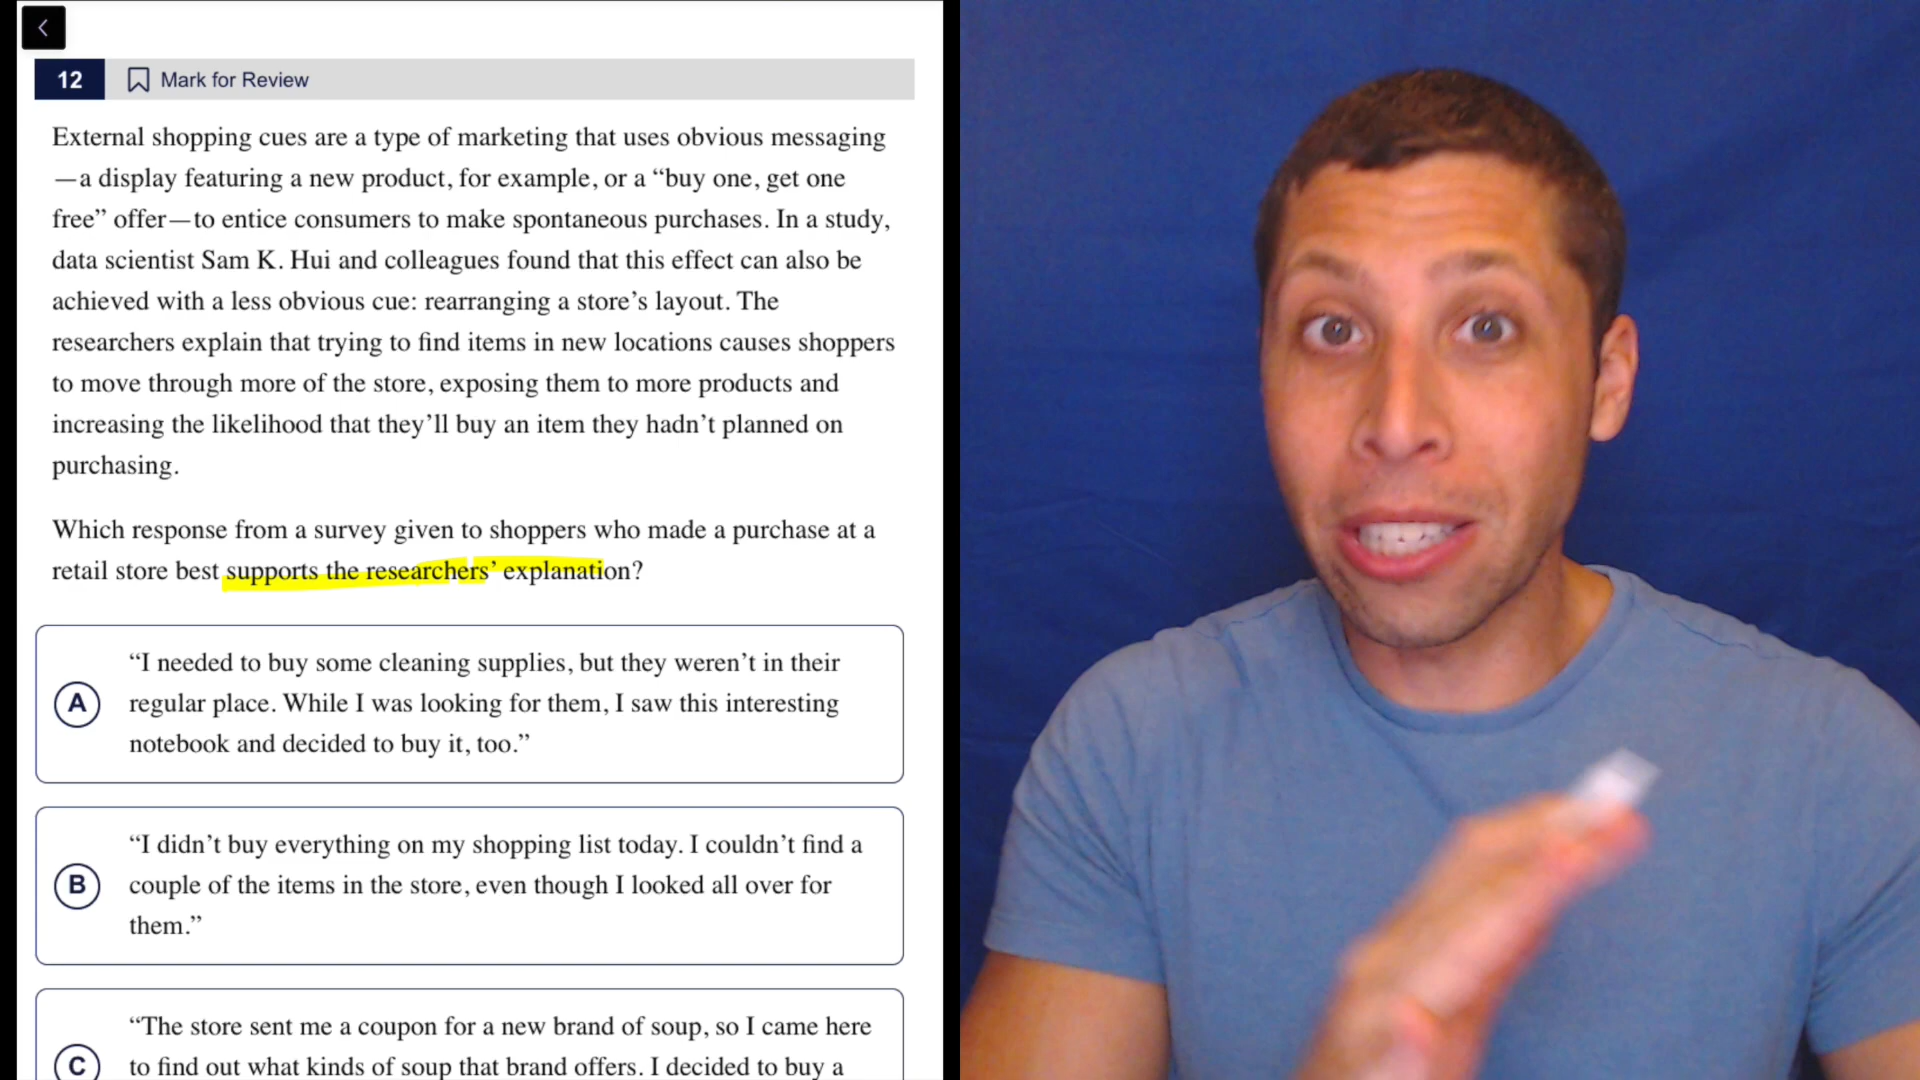 12 Mark for Review
External shopping cues are a type of marketing that uses obvious messaging
—a display featuring a new product, for example, or a “buy one, get one
free” offer—to entice consumers to make spontaneous purchases. In a study,
data scientist Sam K. Hui and colleagues found that this effect can also be
achieved with a less obvious cue: rearranging a store’s layout. The
researchers explain that trying to find items in new locations causes shoppers
to move through more of the store, exposing them to more products and
increasing the likelihood that they’ll buy an item they hadn’t planned on
purchasing.
Which response from a survey given to shoppers who made a purchase at a
retail store best supports the researchers’ explanation?
A
“I needed to buy some cleaning supplies, but they weren’t in their
regular place. While I was looking for them, I saw this interesting
notebook and decided to buy it, too.”
B
“I didn’t buy everything on my shopping list today. I couldn’t find a
couple of the items in the store, even though I looked all over for
them.”
C
“The store sent me a coupon for a new brand of soup, so I came here
to find out what kinds of soup that brand offers. I decided to buy a